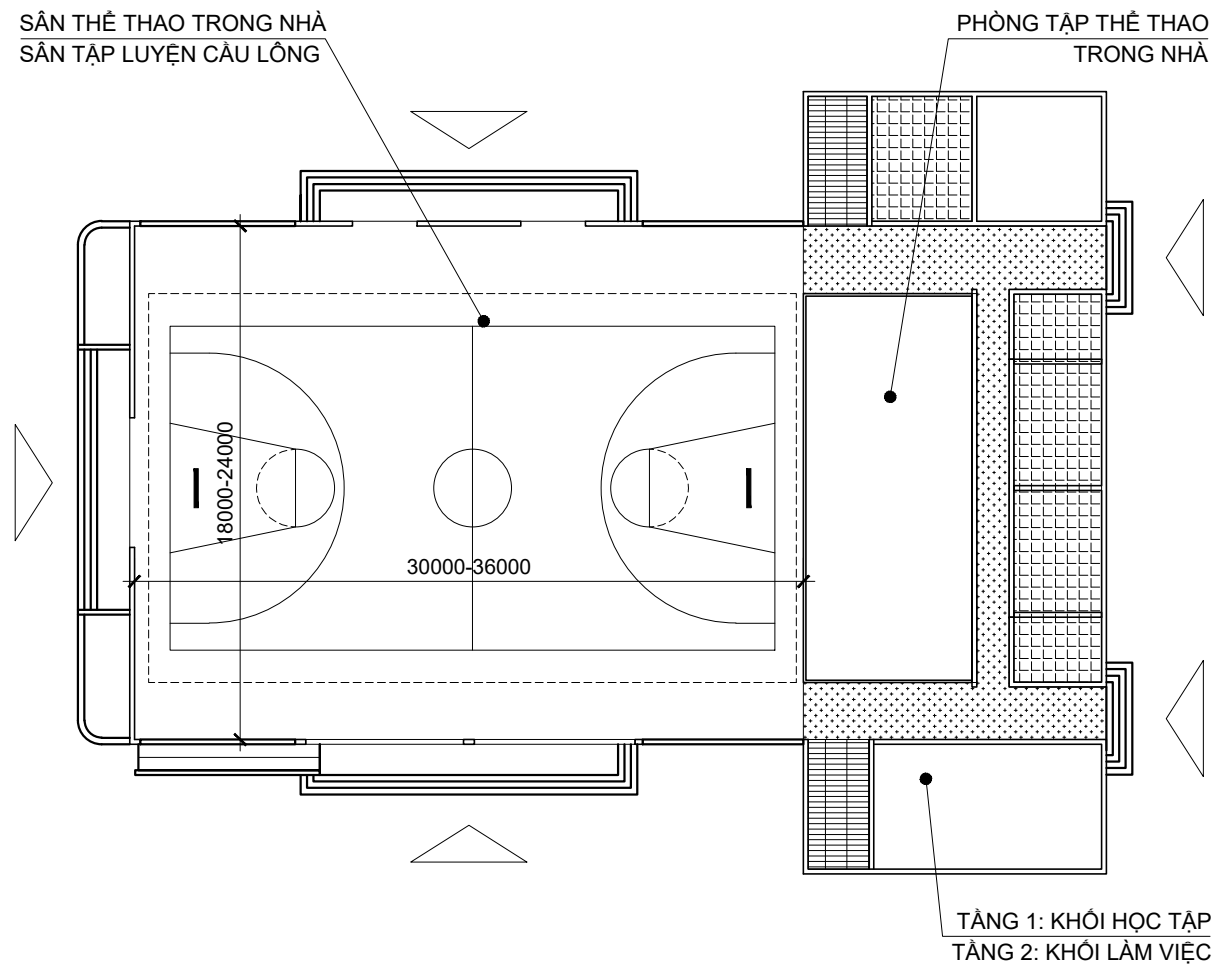 SÂN THỂ THAO TRONG NHÀ
SÂN TẬP LUYỆN CẦU LÔNG
PHÒNG TẬP THỂ THAO
TRONG NHÀ
18000-24000
30000-36000
TẦNG 1: KHỐI HỌC TẬP
TẦNG 2: KHỐI LÀM VIỆC